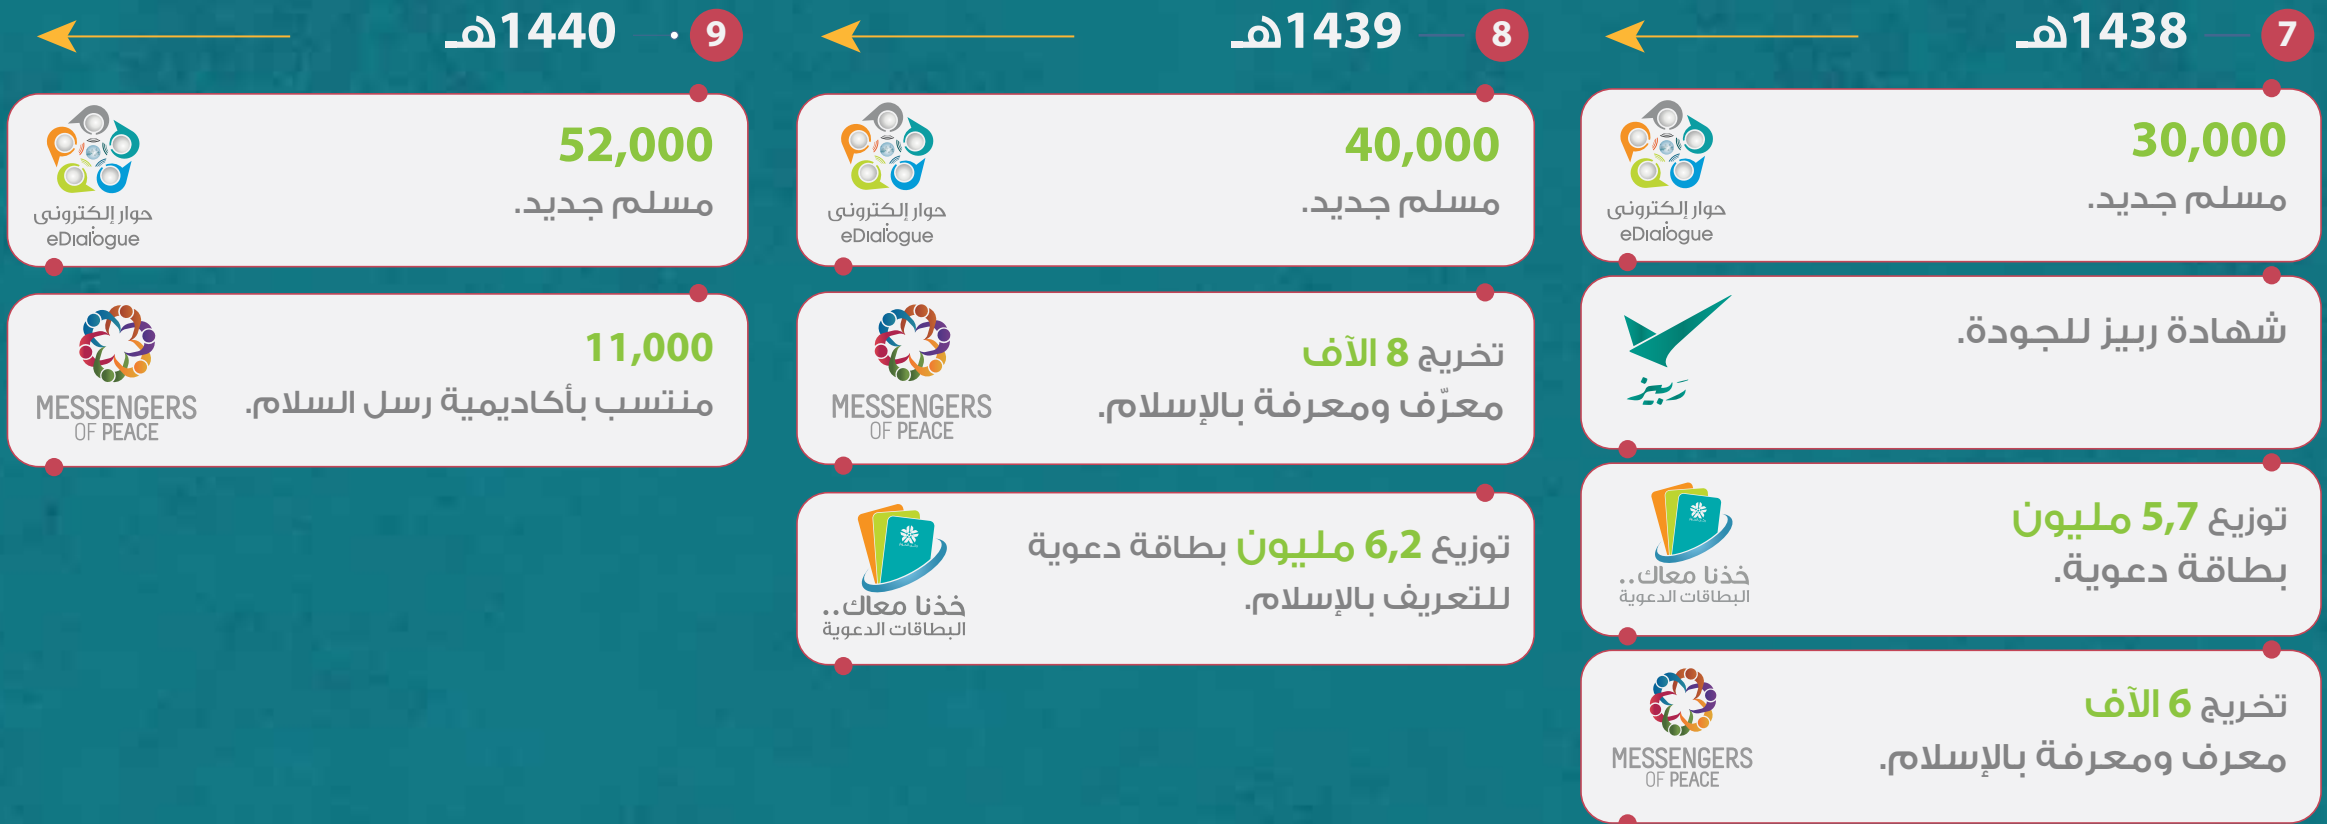 7
1438هـ
30,000
مسلم جديد.
حوار إلكتروني
eDialogue
شهادة ربيز للجودة.
ربيز
توزيع 5,7 مليون
بطاقة دعوية.
خذنا معاك..
البطاقات الدعوية
تخريج 6 الآف
معرف ومعرفة بالإسلام.
MESSENGERS
OF PEACE
8
1439هـ
40,000
مسلم جديد.
حوار إلكتروني
eDialogue
تخريج 8 الآف
معرّف ومعرفة بالإسلام.
MESSENGERS
OF PEACE
توزيع 6,2 مليون بطاقة دعوية
للتعريف بالإسلام.
خذنا معاك..
البطاقات الدعوية
9
1440هـ
52,000
مسلم جديد.
حوار إلكتروني
eDialogue
11,000
منتسب بأكاديمية رسل السلام.
MESSENGERS
OF PEACE